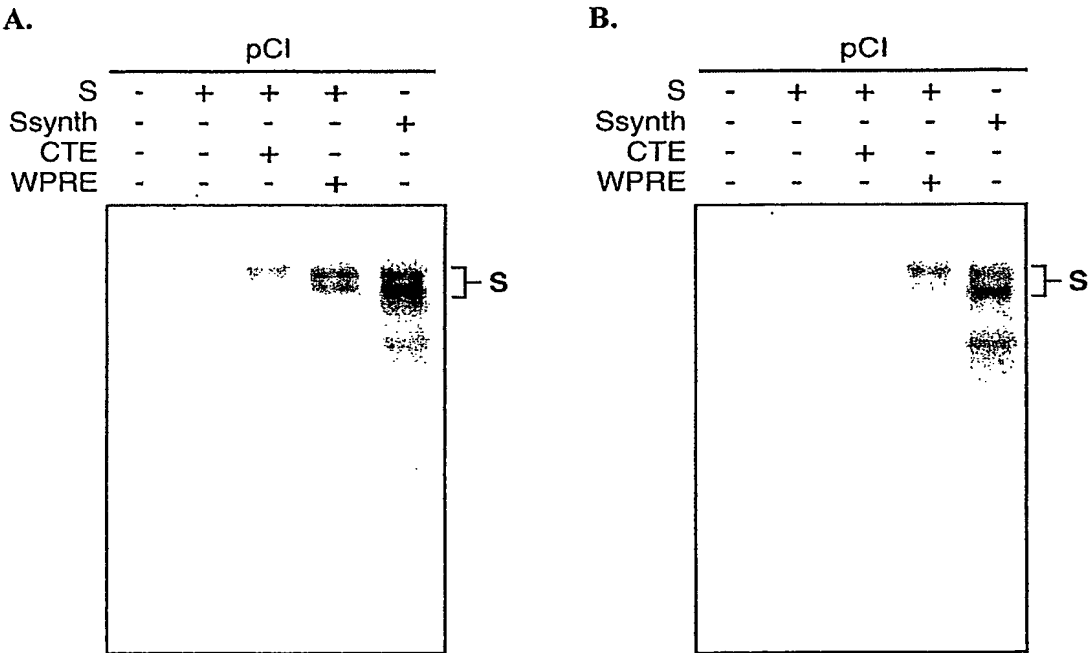 A.
pCI
S - + + + -
Ssynth - - - - +
CTE - - + - -
WPRE - - - + -
S
B.
pCI
S - + + + -
Ssynth - - - - +
CTE - - + - -
WPRE - - - + -
S